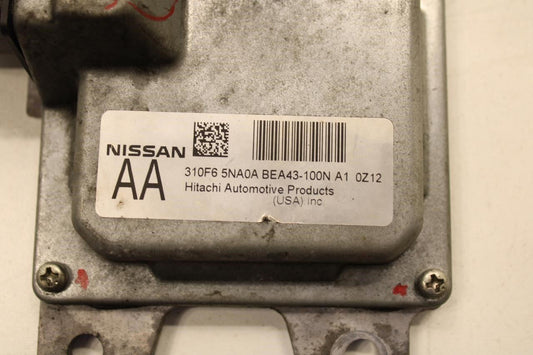 NISSAN
AA
310F6 5NA0A BEA43-100N A1 0Z12
Hitachi Automotive Products
(USA) inc